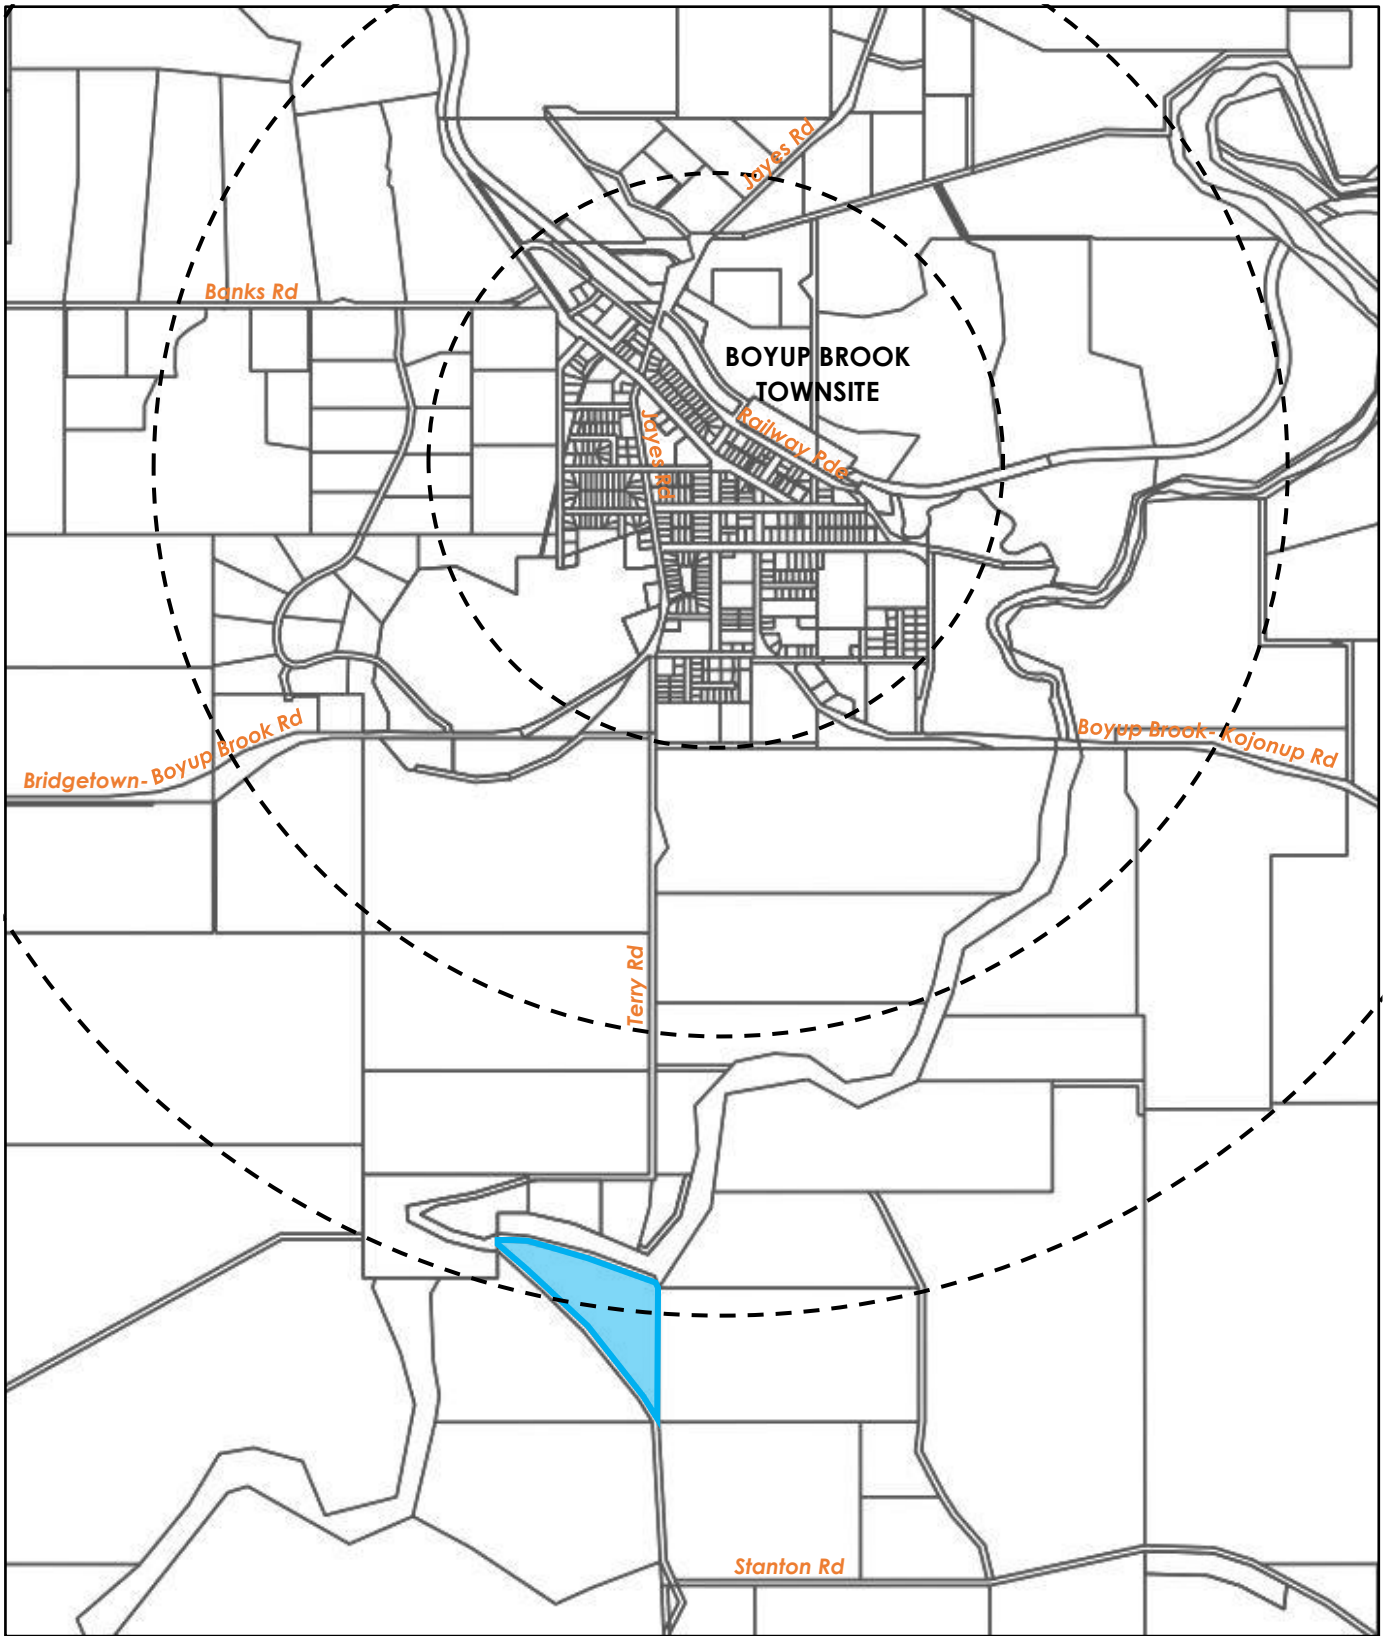 Jayes Rd
Banks Rd
BOYUP BROOK
TOWNSITE
Railway Pde
Jayes Rd
Bridgetown- Boyup Brook Rd
Boyup Brook- Kojonup Rd
Terry Rd
Stanton Rd